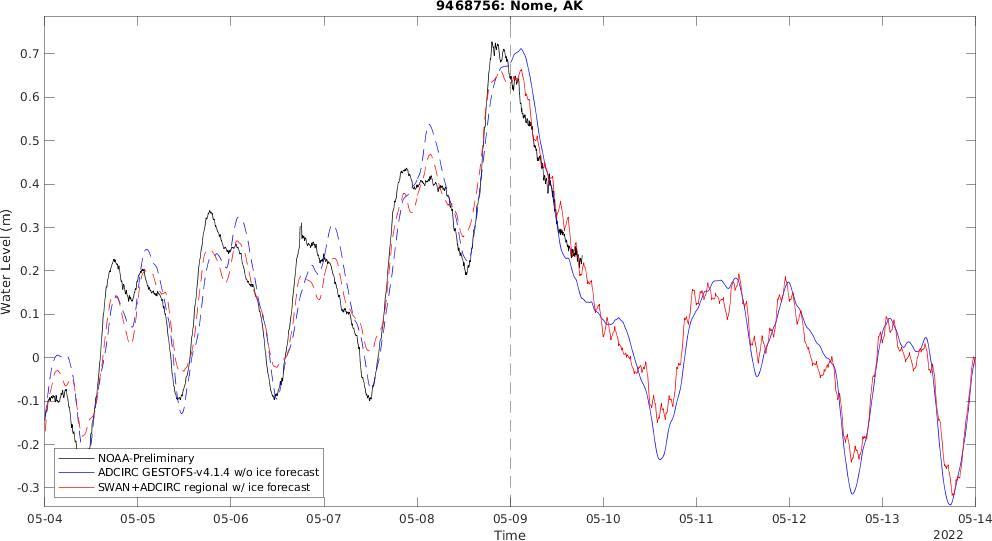 9468756: Nome, AK
Water Level (m)
0.7
0.6
0.5
0.4
0.3
0.2
0.1
0
-0.1
-0.2
-0.3
NOAA-Preliminary
ADCIRC GESTOFS-v4.1.4 w/o ice forecast
SWAN+ADCIRC regional w/ ice forecast
05-04 05-05 05-06 05-07 05-08 05-09 05-10 05-11 05-12 05-13 05-14
Time
2022